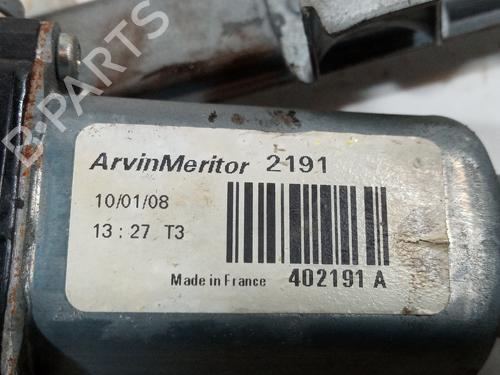 B-PARTS
ArvinMeritor 2191
10/01/08
13 : 27 T3
Made in France 402191 A